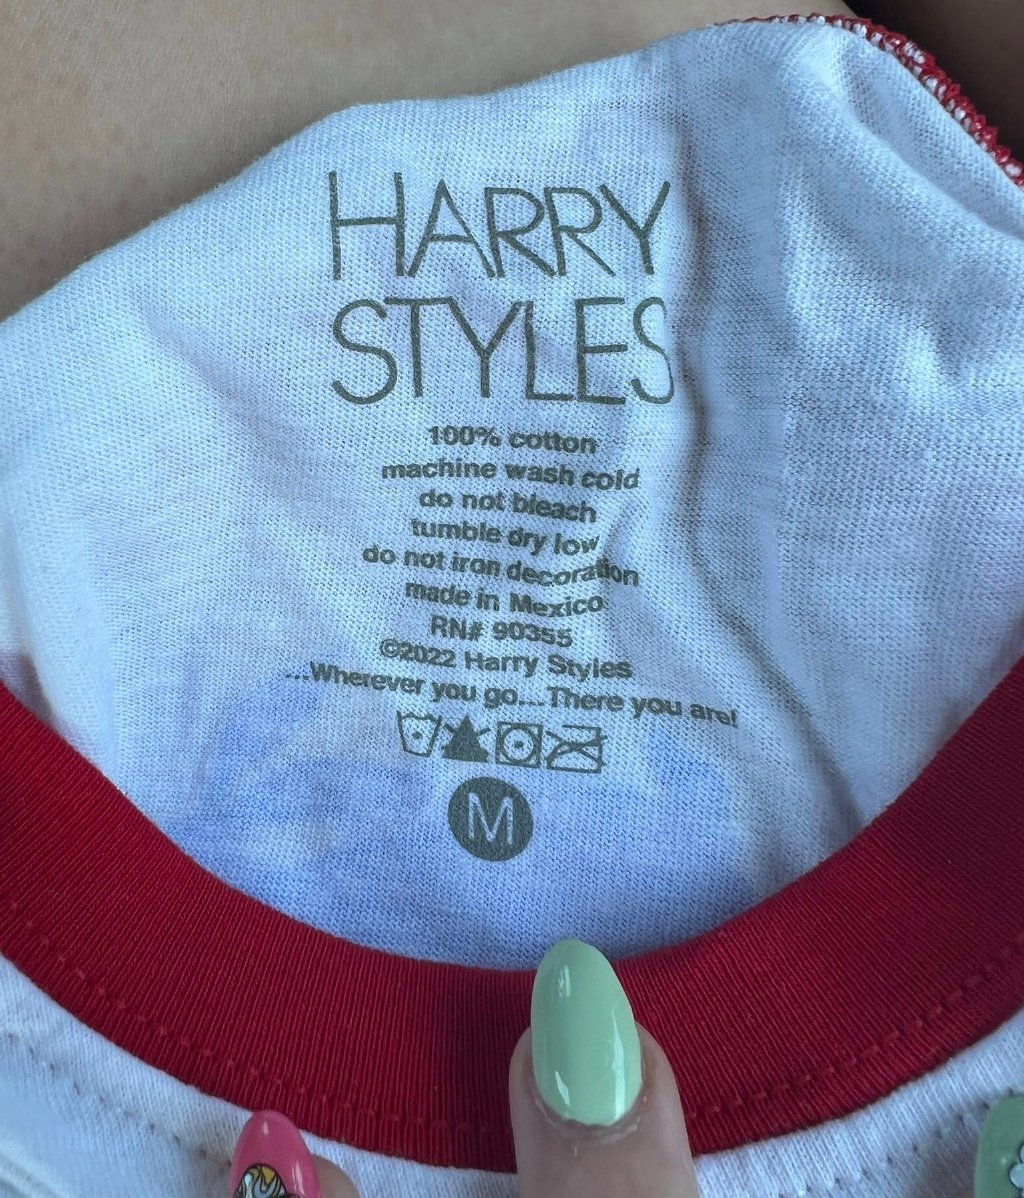 HARRY
STYLES
100% cotton
machine wash cold
do not bleach
tumble dry low
do not iron decoration
made in Mexico
RN# 90355
©2022 Harry Styles
...Wherever you go...There you are!
M